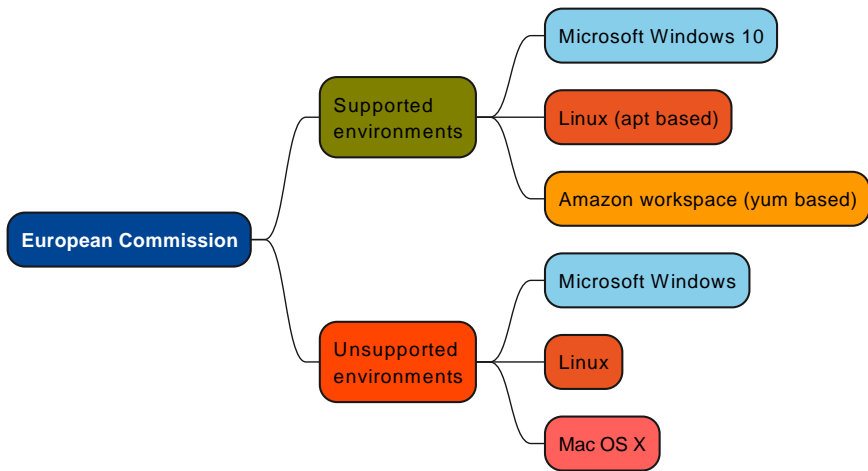 European Commission
Supported
environments
Microsoft Windows 10
Linux (apt based)
Amazon workspace (yum based)
Unsupported
environments
Microsoft Windows
Linux
Mac OS X